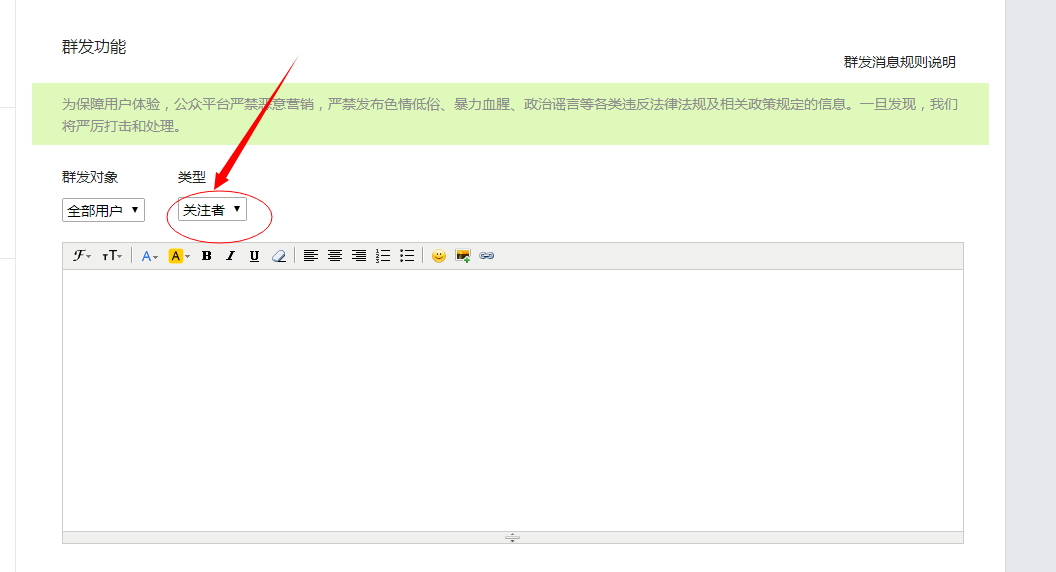 群发功能
群发消息规则说明
为保障用户体验，公众平台严禁恶意营销，严禁发布色情低俗、暴力血腥、政治谣言等各类违反法律法规及相关政策规定的信息。一旦发现，我们
将严厉打击和处理。
群发对象 类型
全部用户 关注者
ℱ тT A A B I U